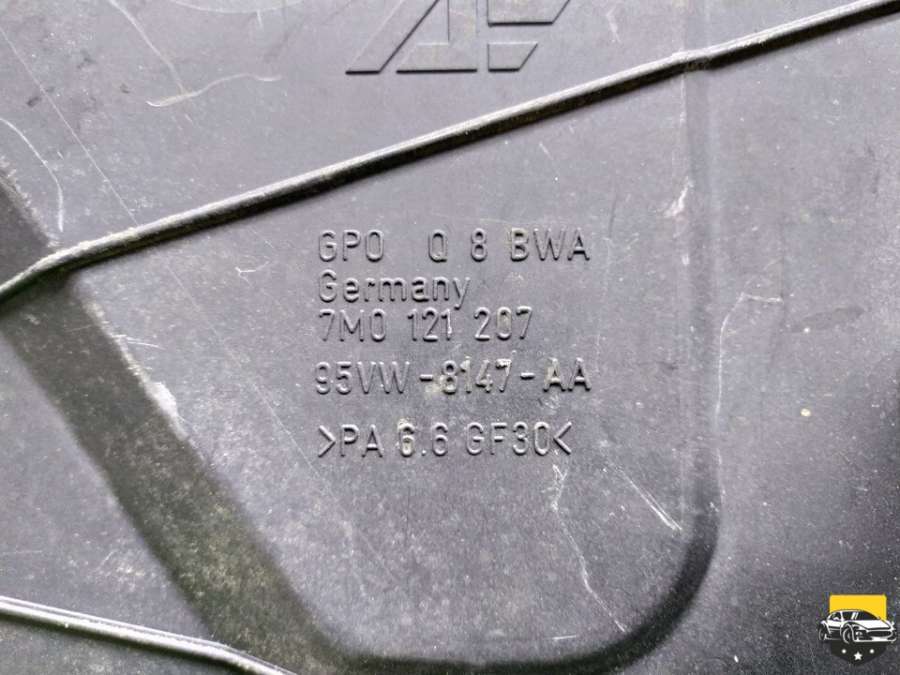 GPO Q 8 BWA
Germany
7M0 121 207
95VW-8147-AA
>PA 6.6 GF30<